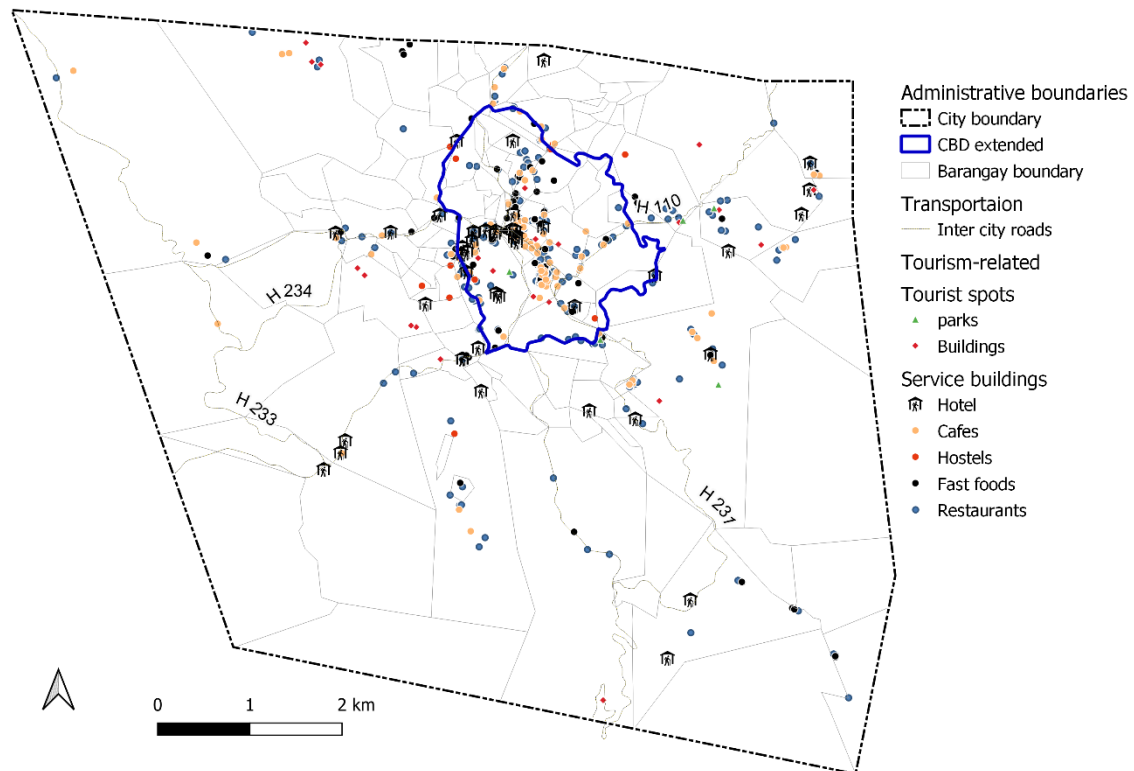 Administrative boundaries
City boundary
CBD extended
Barangay boundary
Transportaion
Inter city roads
Tourism-related
Tourist spots
parks
Buildings
Service buildings
Hotel
Cafes
Hostels
Fast foods
Restaurants
H 110
H 234
H 233
H 231
0 1 2 km